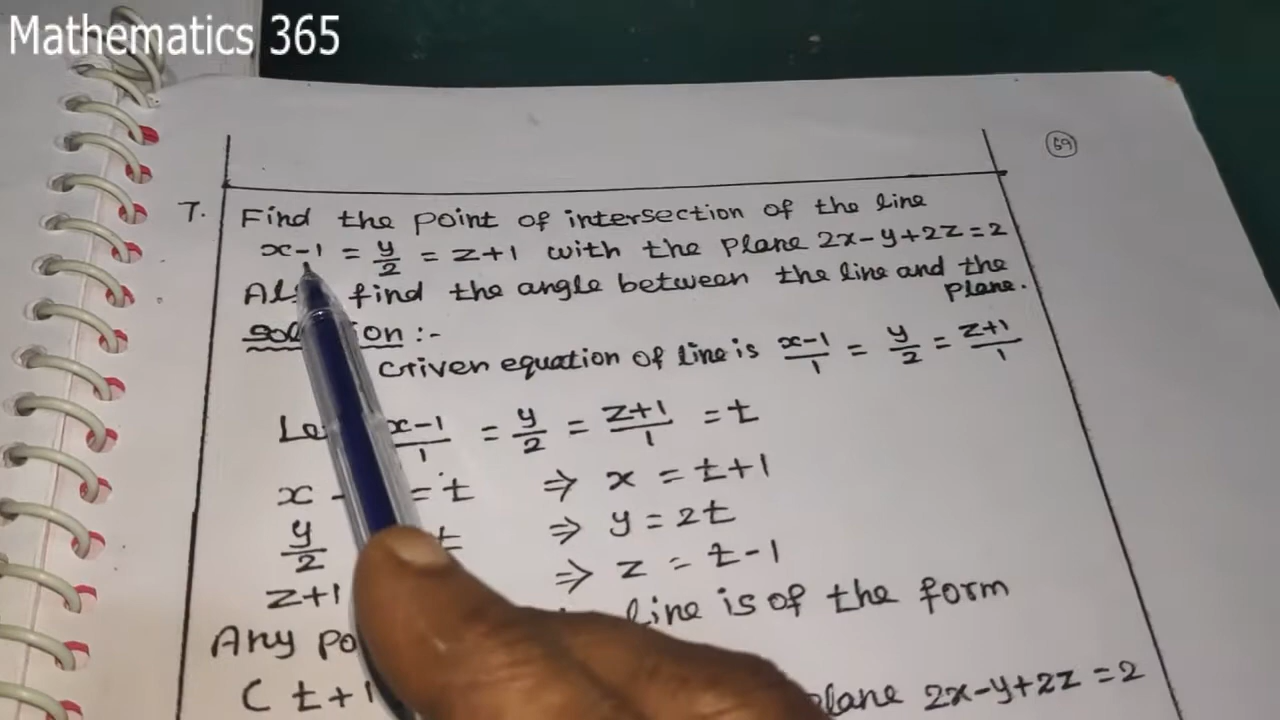 Mathematics 365
59
7. Find the point of intersection of the line
x-1 = y/2 = z+1 with the plane 2x-y+2z=2
find the angle between the line and the
plane.
:-
Given equation of line is x-1/1 = y/2 = z+1/1
x-1/1 = y/2 = z+1/1 = t
x - = t ⇒ x = t+1
y/2 t ⇒ y = 2t
z+1 ⇒ z = t-1
Any line is of the form
(t+1 plane 2x-y+2z=2